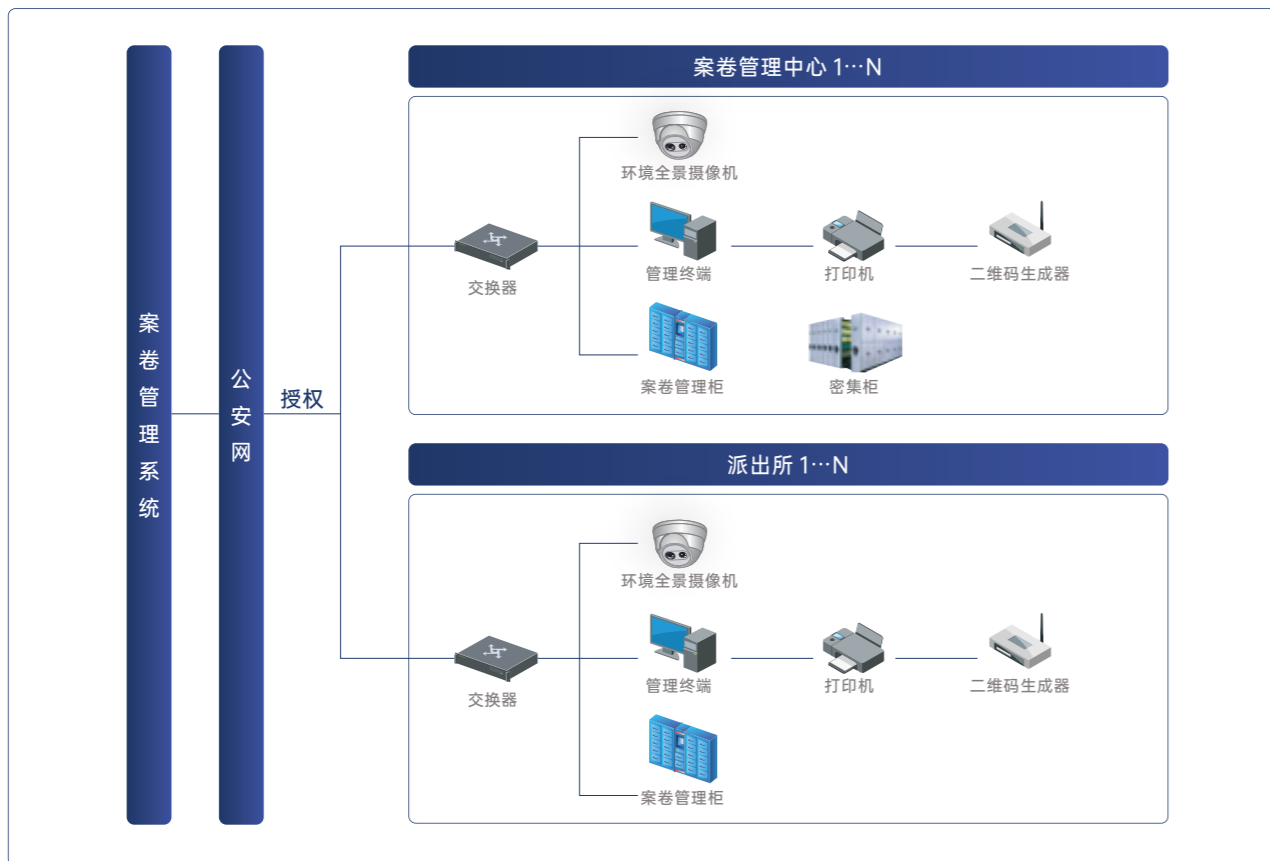 案卷管理系统
公安网
授权
案卷管理中心 1…N
环境全景摄像机
交换器
管理终端
打印机
二维码生成器
案卷管理柜
密集柜
派出所 1…N
环境全景摄像机
交换器
管理终端
打印机
二维码生成器
案卷管理柜